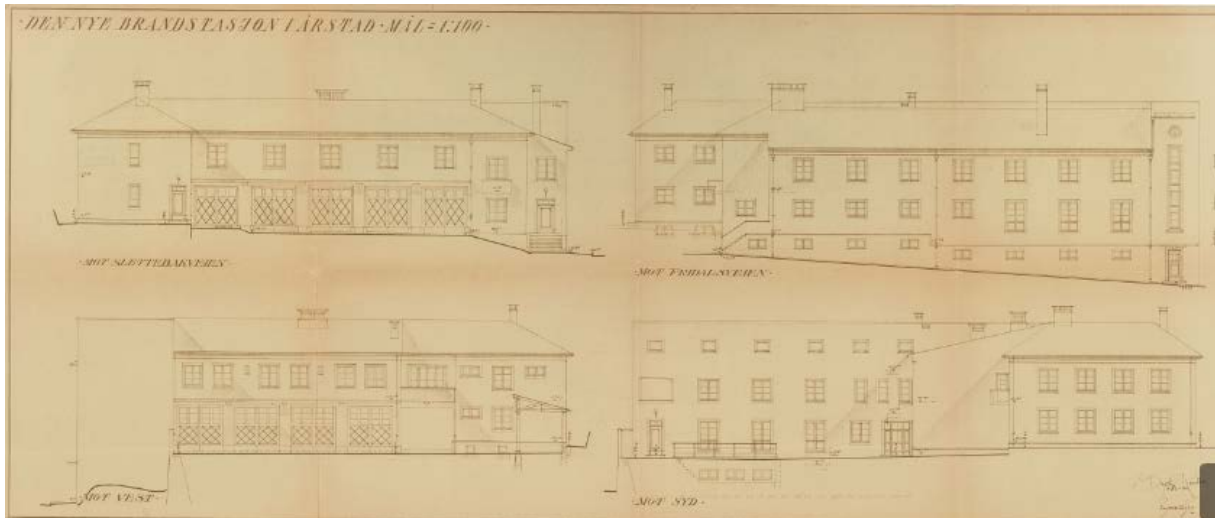 ·DEN NYE BRANDSTASJON I ÅRSTAD·MÅL=1:100·
·MOT SLETTEBAKVEIEN·
·MOT FRIDALSVEIEN·
·MOT VEST·
·MOT SYD·